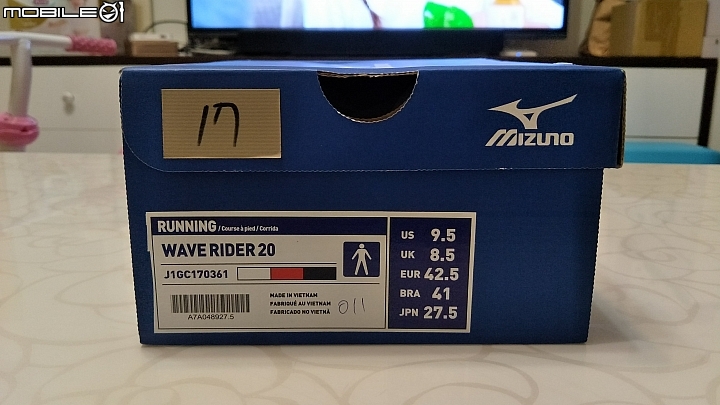 MOBILE01
17
MIZUNO
RUNNING / Course à pied / Corrida
WAVE RIDER 20
J1GC170361
MADE IN VIETNAM
FABRIQUÉ AU VIETNAM
FABRICADO NO VIETNÃ
011
A7A048927.5
US 9.5
UK 8.5
EUR 42.5
BRA 41
JPN 27.5